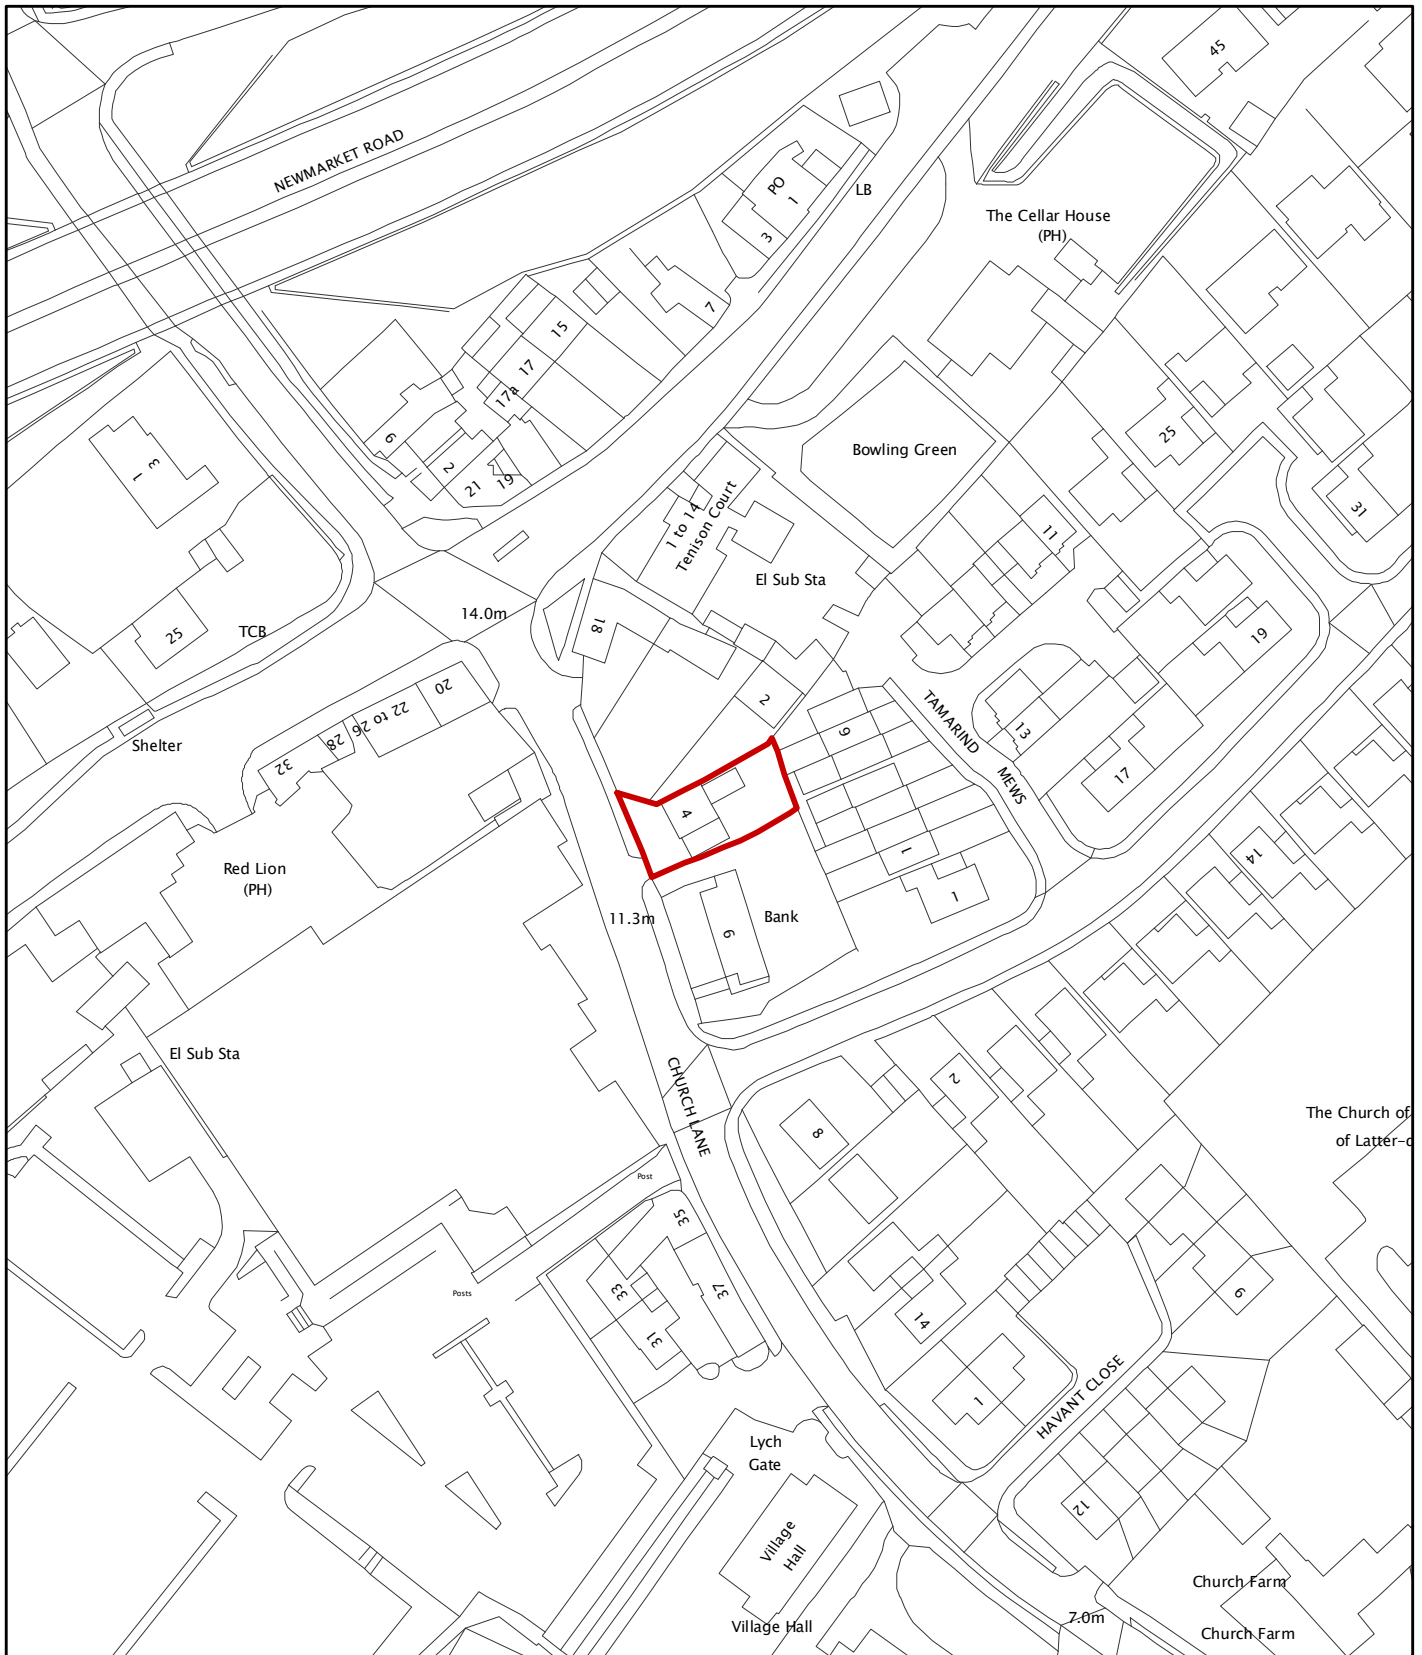 45
NEWMARKET ROAD
PO
1
LB
3
The Cellar House
(PH)
7
15
17
17a
6
2
21
19
Bowling Green
25
31
3
1
1 to 14
Tenison Court
11
El Sub Sta
14.0m
18
25
TCB
19
20
22 to 26
28
32
Shelter
2
9
TAMARIND
MEWS
13
17
4
Red Lion
(PH)
1
1
14
11.3m
Bank
6
El Sub Sta
CHURCH LANE
2
8
The Church of
of Latter-d
Post
35
33
37
31
Posts
14
6
1
HAVANT CLOSE
Lych
Gate
12
Village
Hall
Church Farm
7.0m
Village Hall
Church Farm